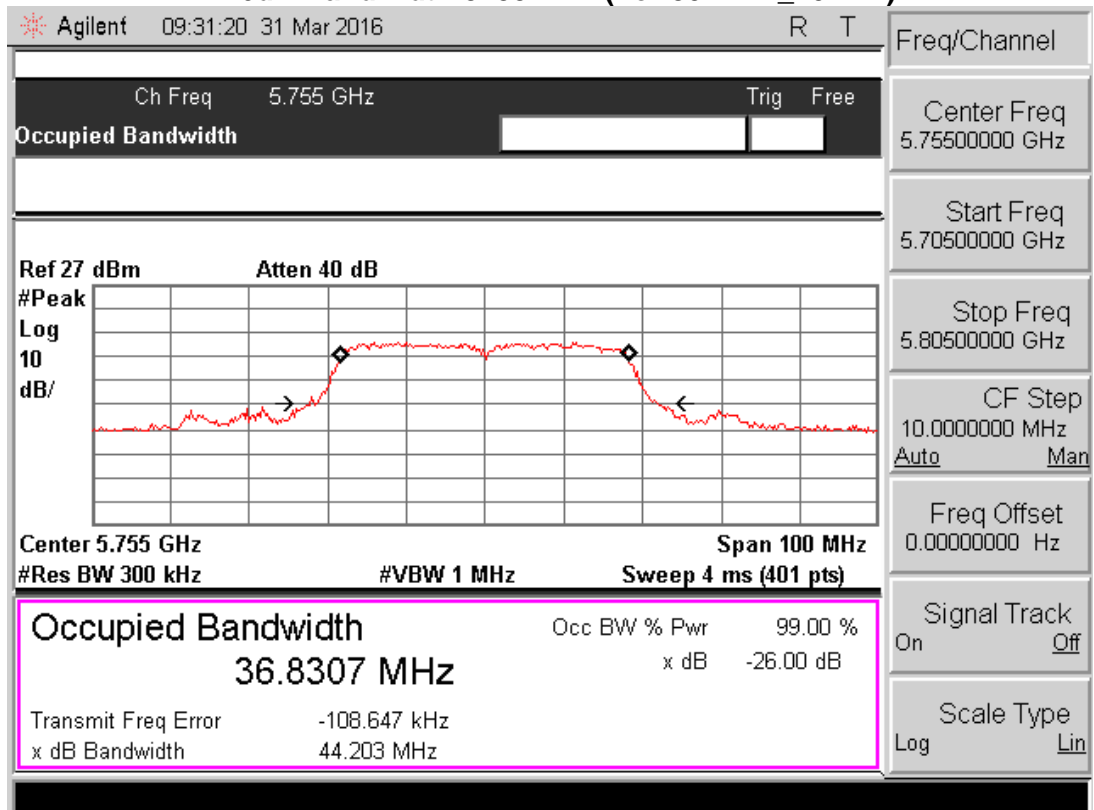 Agilent 09:31:20 31 Mar 2016 R T
Freq/Channel
Ch Freq 5.755 GHz Trig Free
Occupied Bandwidth
Center Freq
5.75500000 GHz
Start Freq
5.70500000 GHz
Stop Freq
5.80500000 GHz
CF Step
10.0000000 MHz
Auto Man
Freq Offset
0.00000000 Hz
Signal Track
On Off
Scale Type
Log Lin
Ref 27 dBm Atten 40 dB
#Peak
Log
10
dB/
Center 5.755 GHz Span 100 MHz
#Res BW 300 kHz #VBW 1 MHz Sweep 4 ms (401 pts)
Occupied Bandwidth
36.8307 MHz
Occ BW % Pwr 99.00 %
x dB -26.00 dB
Transmit Freq Error -108.647 kHz
x dB Bandwidth 44.203 MHz